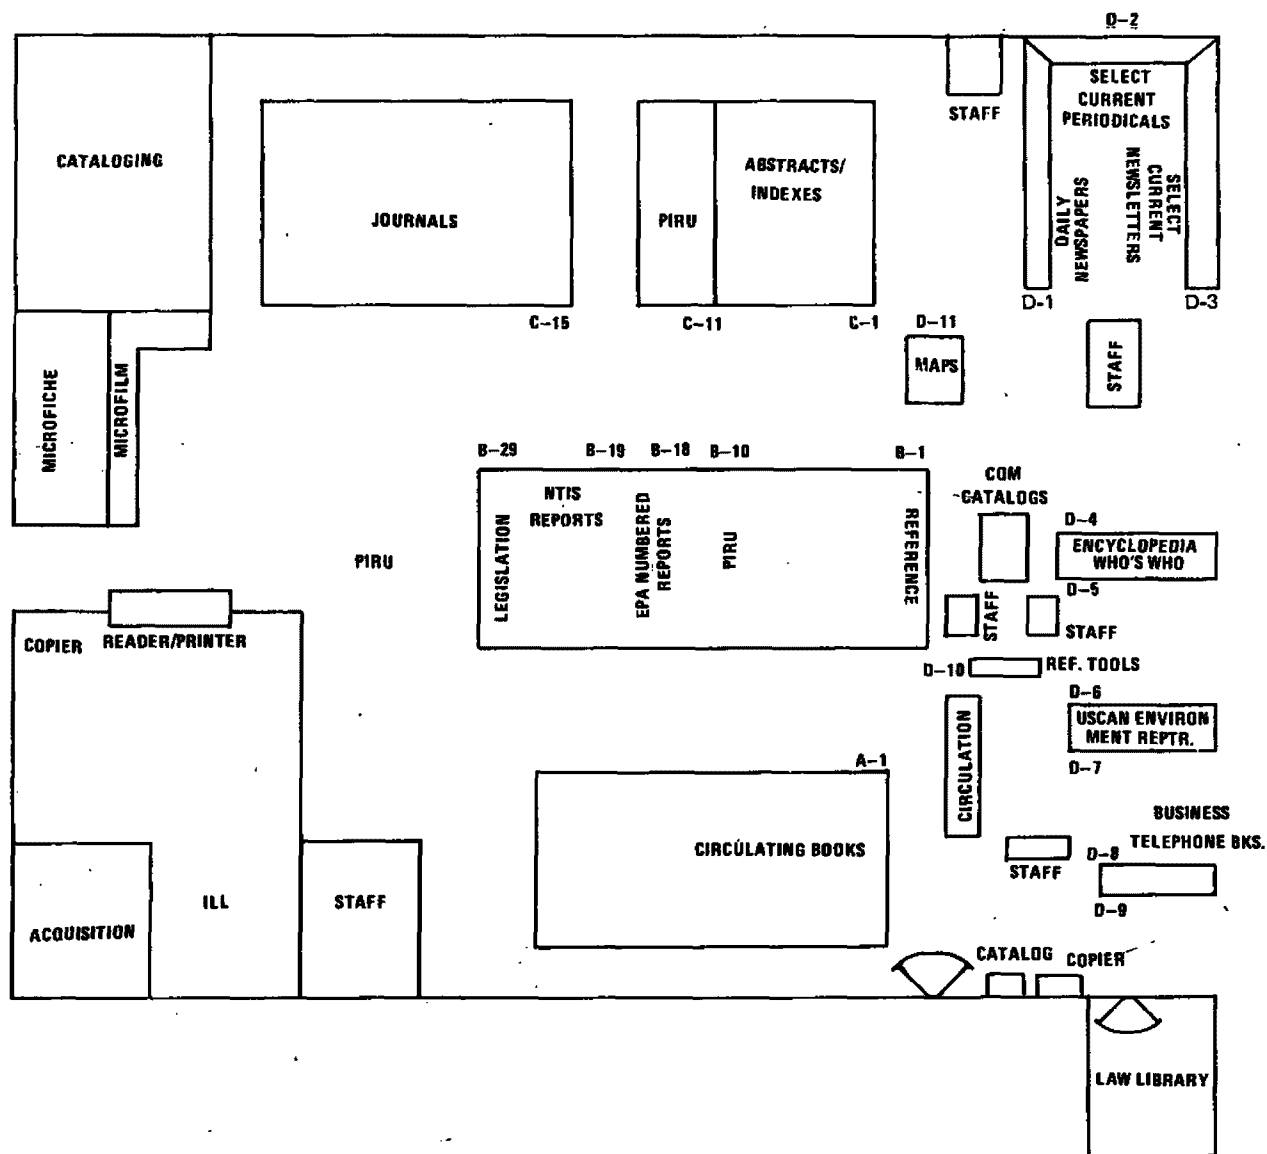 D-2
SELECT
CURRENT
PERIODICALS
STAFF
CATALOGING
JOURNALS
PIRU
ABSTRACTS/
INDEXES
DAILY
NEWSPAPERS
SELECT
CURRENT
NEWSLETTERS
D-1
D-3
C-15
C-11
C-1
D-11
MAPS
STAFF
MICROFICHE
MICROFILM
B-29
B-19
B-18
B-10
B-1
LEGISLATION
NTIS
REPORTS
EPA NUMBERED
REPORTS
PIRU
REFERENCE
COM
CATALOGS
D-4
ENCYCLOPEDIA
WHO'S WHO
D-5
PIRU
STAFF
STAFF
COPIER
READER/PRINTER
D-10
REF. TOOLS
D-6
USCAN ENVIRON
MENT REPTR.
D-7
CIRCULATION
A-1
CIRCULATING BOOKS
BUSINESS
TELEPHONE BKS.
D-8
STAFF
D-9
ACQUISITION
ILL
STAFF
CATALOG
COPIER
LAW LIBRARY